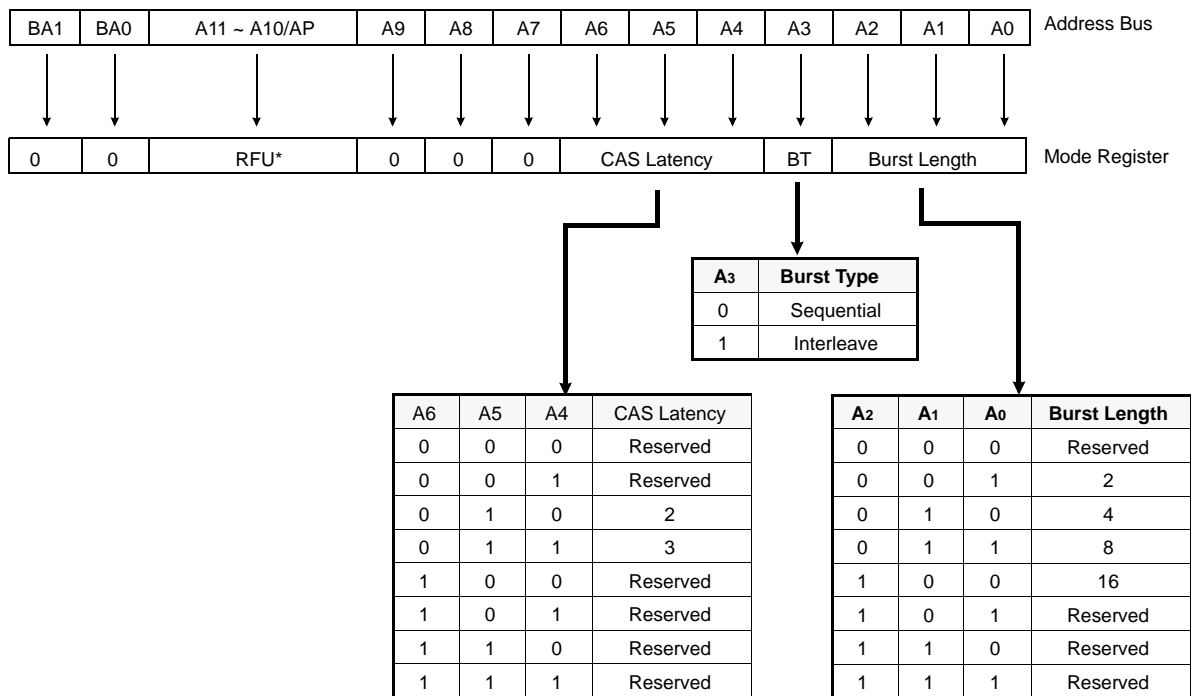 BA1 BA0 A11 ~ A10/AP A9 A8 A7 A6 A5 A4 A3 A2 A1 A0 Address Bus
0 0 RFU* 0 0 0 CAS Latency BT Burst Length Mode Register
A3 Burst Type
0 Sequential
1 Interleave
A6 A5 A4 CAS Latency
0 0 0 Reserved
0 0 1 Reserved
0 1 0 2
0 1 1 3
1 0 0 Reserved
1 0 1 Reserved
1 1 0 Reserved
1 1 1 Reserved
A2 A1 A0 Burst Length
0 0 0 Reserved
0 0 1 2
0 1 0 4
0 1 1 8
1 0 0 16
1 0 1 Reserved
1 1 0 Reserved
1 1 1 Reserved